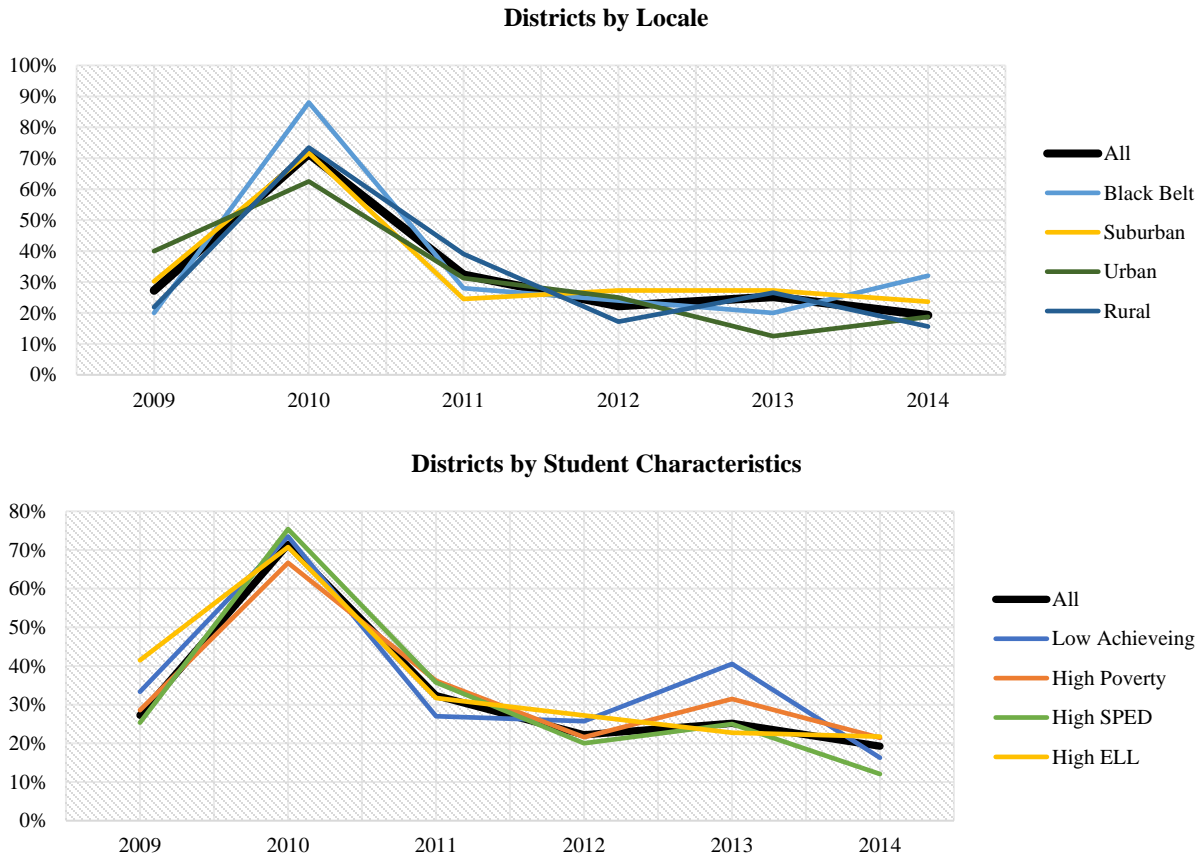 Districts by Locale
100%
90%
80%
70%
60%
50%
40%
30%
20%
10%
0%
2009 2010 2011 2012 2013 2014
All
Black Belt
Suburban
Urban
Rural
Districts by Student Characteristics
80%
70%
60%
50%
40%
30%
20%
10%
0%
2009 2010 2011 2012 2013 2014
All
Low Achieveing
High Poverty
High SPED
High ELL